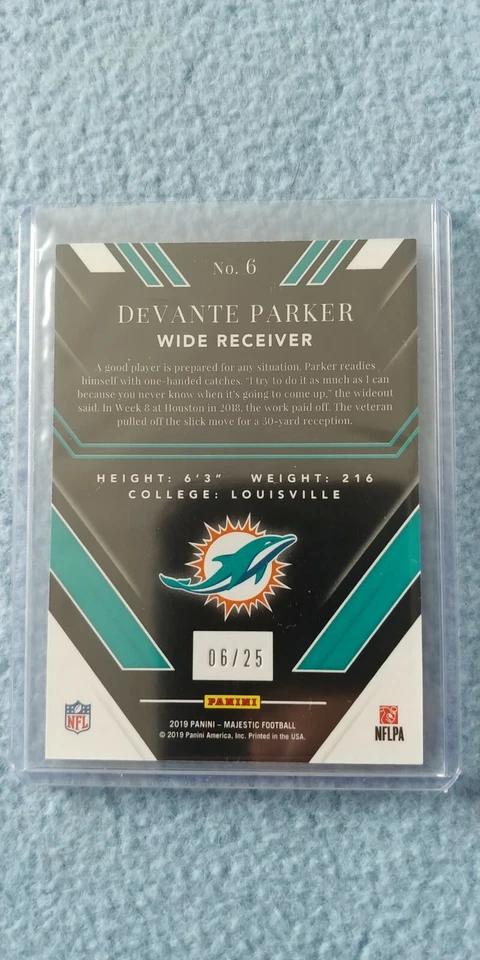 No. 6
DEVANTE PARKER
WIDE RECEIVER
A good player is prepared for any situation. Parker readies
himself with one-handed catches. "I try to do it as much as I can
because you never know when it's going to come up," the wideout
said. In Week 8 at Houston in 2018, the work paid off. The veteran
pulled off the slick move for a 30-yard reception.
HEIGHT: 6'3" WEIGHT: 216
COLLEGE: LOUISVILLE
06/25
PANINI
NFL
2019 PANINI – MAJESTIC FOOTBALL
© 2019 Panini America, Inc. Printed in the USA.
NFLPA